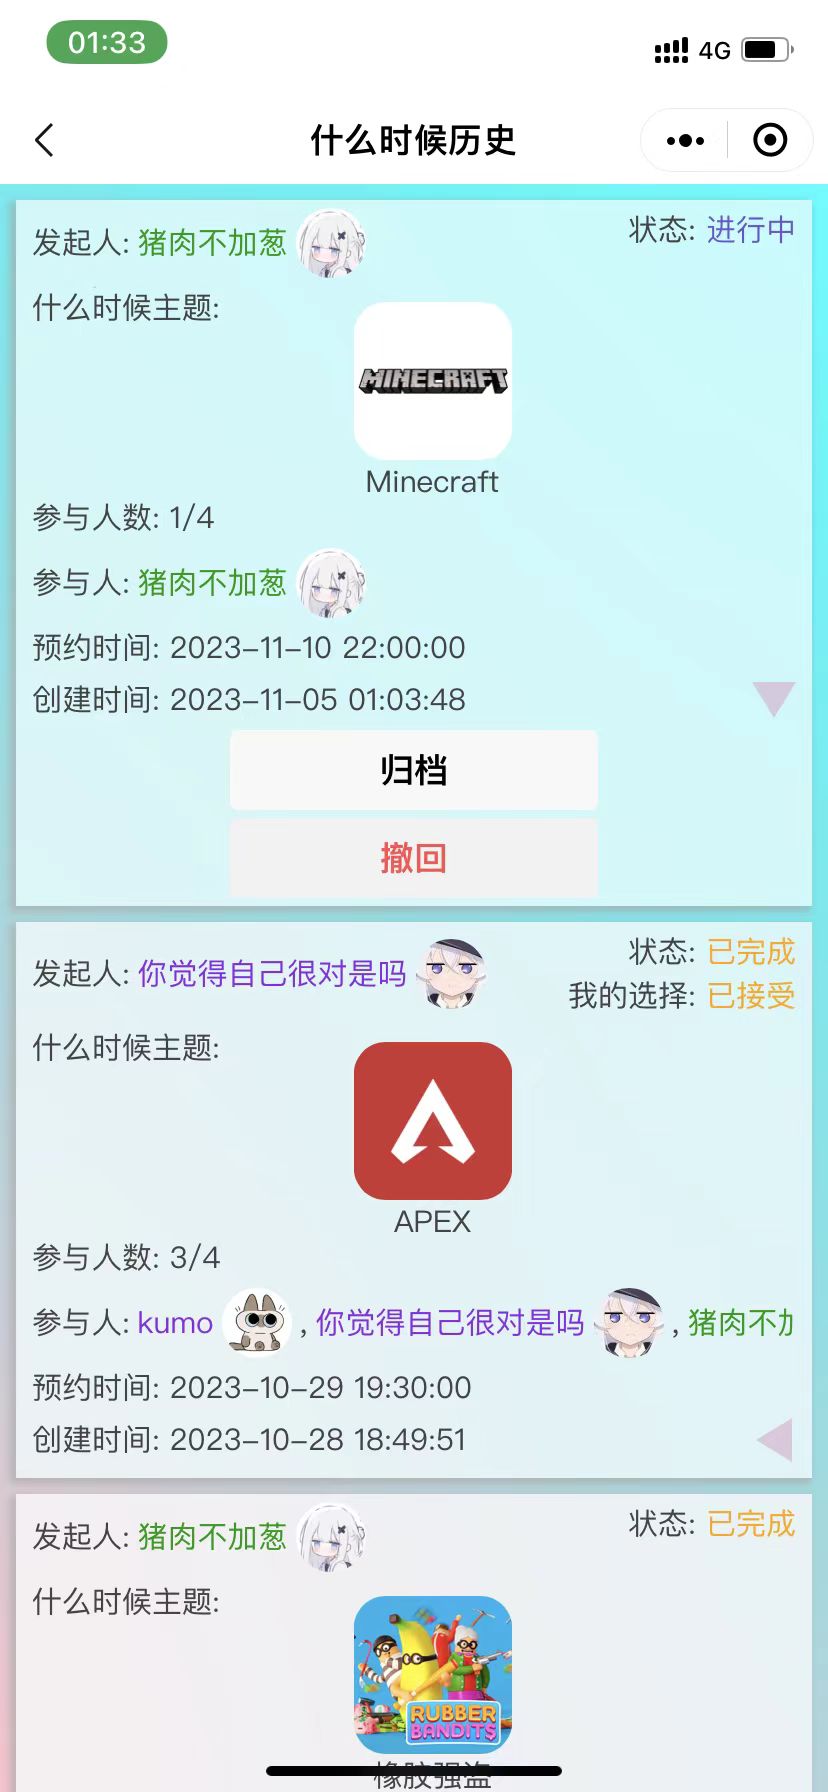 01:33
4G
什么时候历史
发起人: 猪肉不加葱
状态: 进行中
什么时候主题:
MINECRAFT
Minecraft
参与人数: 1/4
参与人: 猪肉不加葱
预约时间: 2023-11-10 22:00:00
创建时间: 2023-11-05 01:03:48
归档
撤回
发起人: 你觉得自己很对是吗
状态: 已完成
我的选择: 已接受
什么时候主题:
APEX
参与人数: 3/4
参与人: kumo , 你觉得自己很对是吗 , 猪肉不加
预约时间: 2023-10-29 19:30:00
创建时间: 2023-10-28 18:49:51
发起人: 猪肉不加葱
状态: 已完成
什么时候主题:
RUBBER
BANDITS
橡胶强盗